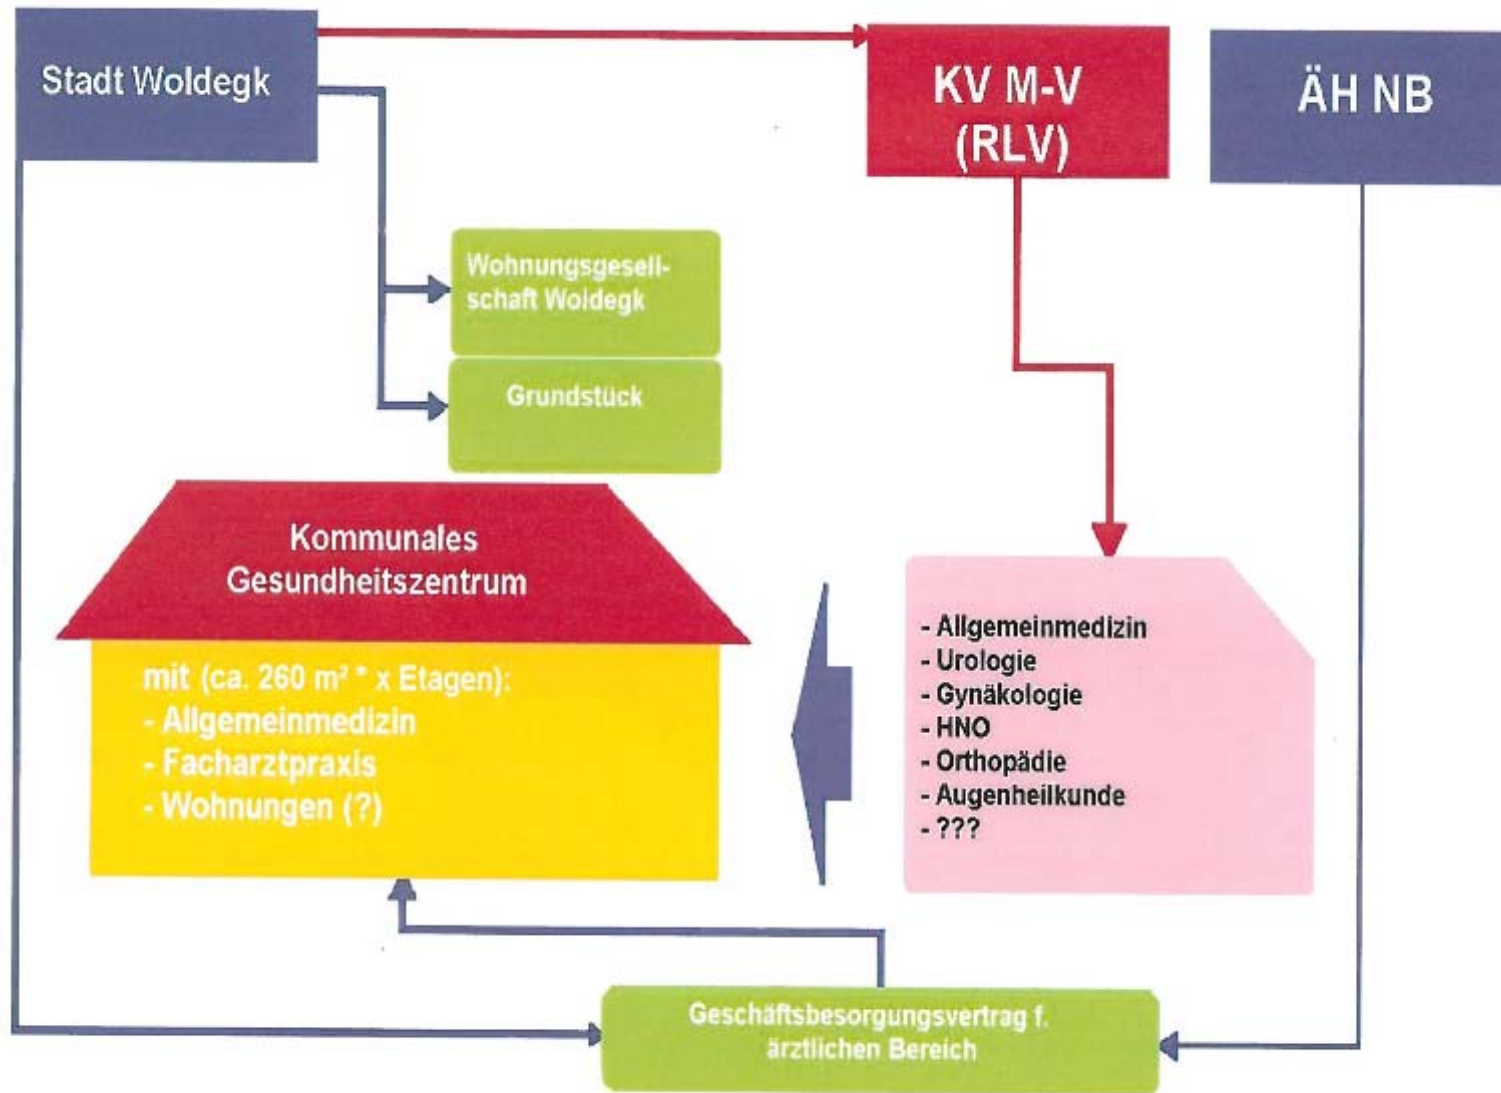 Stadt Woldegk
KV M-V
(RLV)
ÄH NB
Wohnungsgesell-
schaft Woldegk
Grundstück
Kommunales
Gesundheitszentrum
mit (ca. 260 m² * x Etagen):
- Allgemeinmedizin
- Facharztpraxis
- Wohnungen (?)
- Allgemeinmedizin
- Urologie
- Gynäkologie
- HNO
- Orthopädie
- Augenheilkunde
- ???
Geschäftsbesorgungsvertrag f.
ärztlichen Bereich